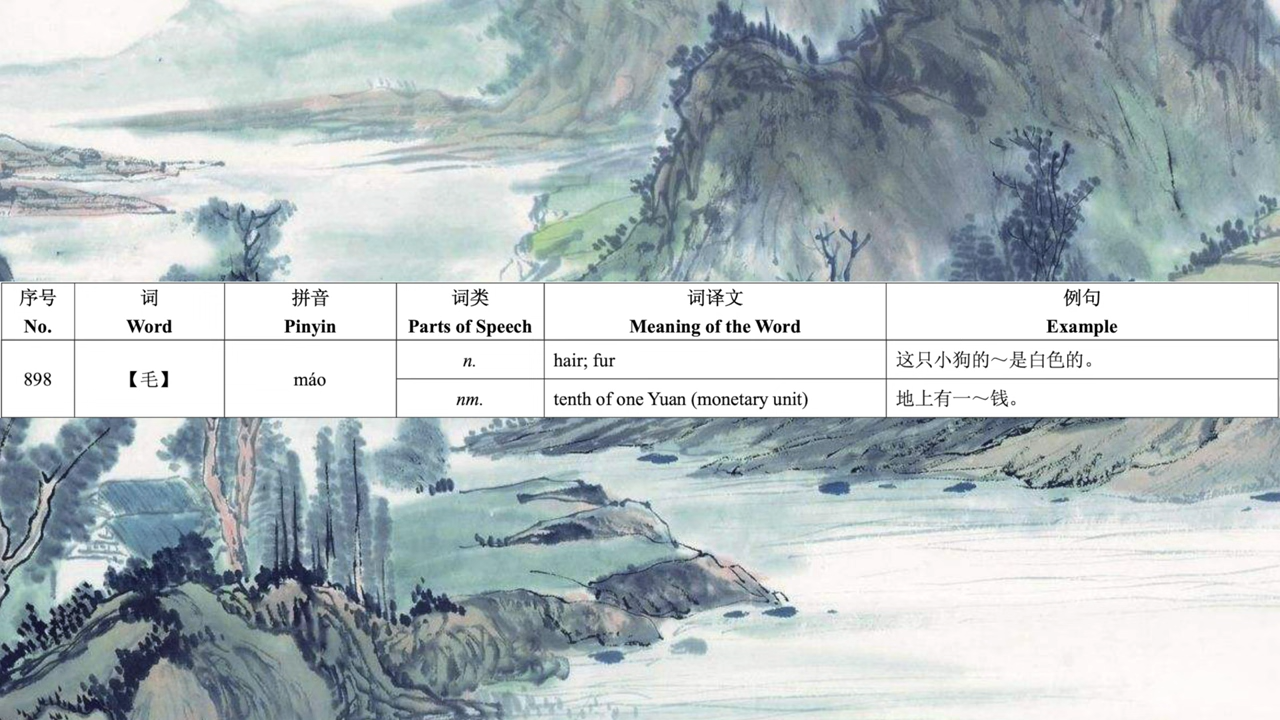 序号 词 拼音 词类 词译文 例句
No. Word Pinyin Parts of Speech Meaning of the Word Example
898 【毛】 máo n. hair; fur 这只小狗的～是白色的。
nm. tenth of one Yuan (monetary unit) 地上有一～钱。